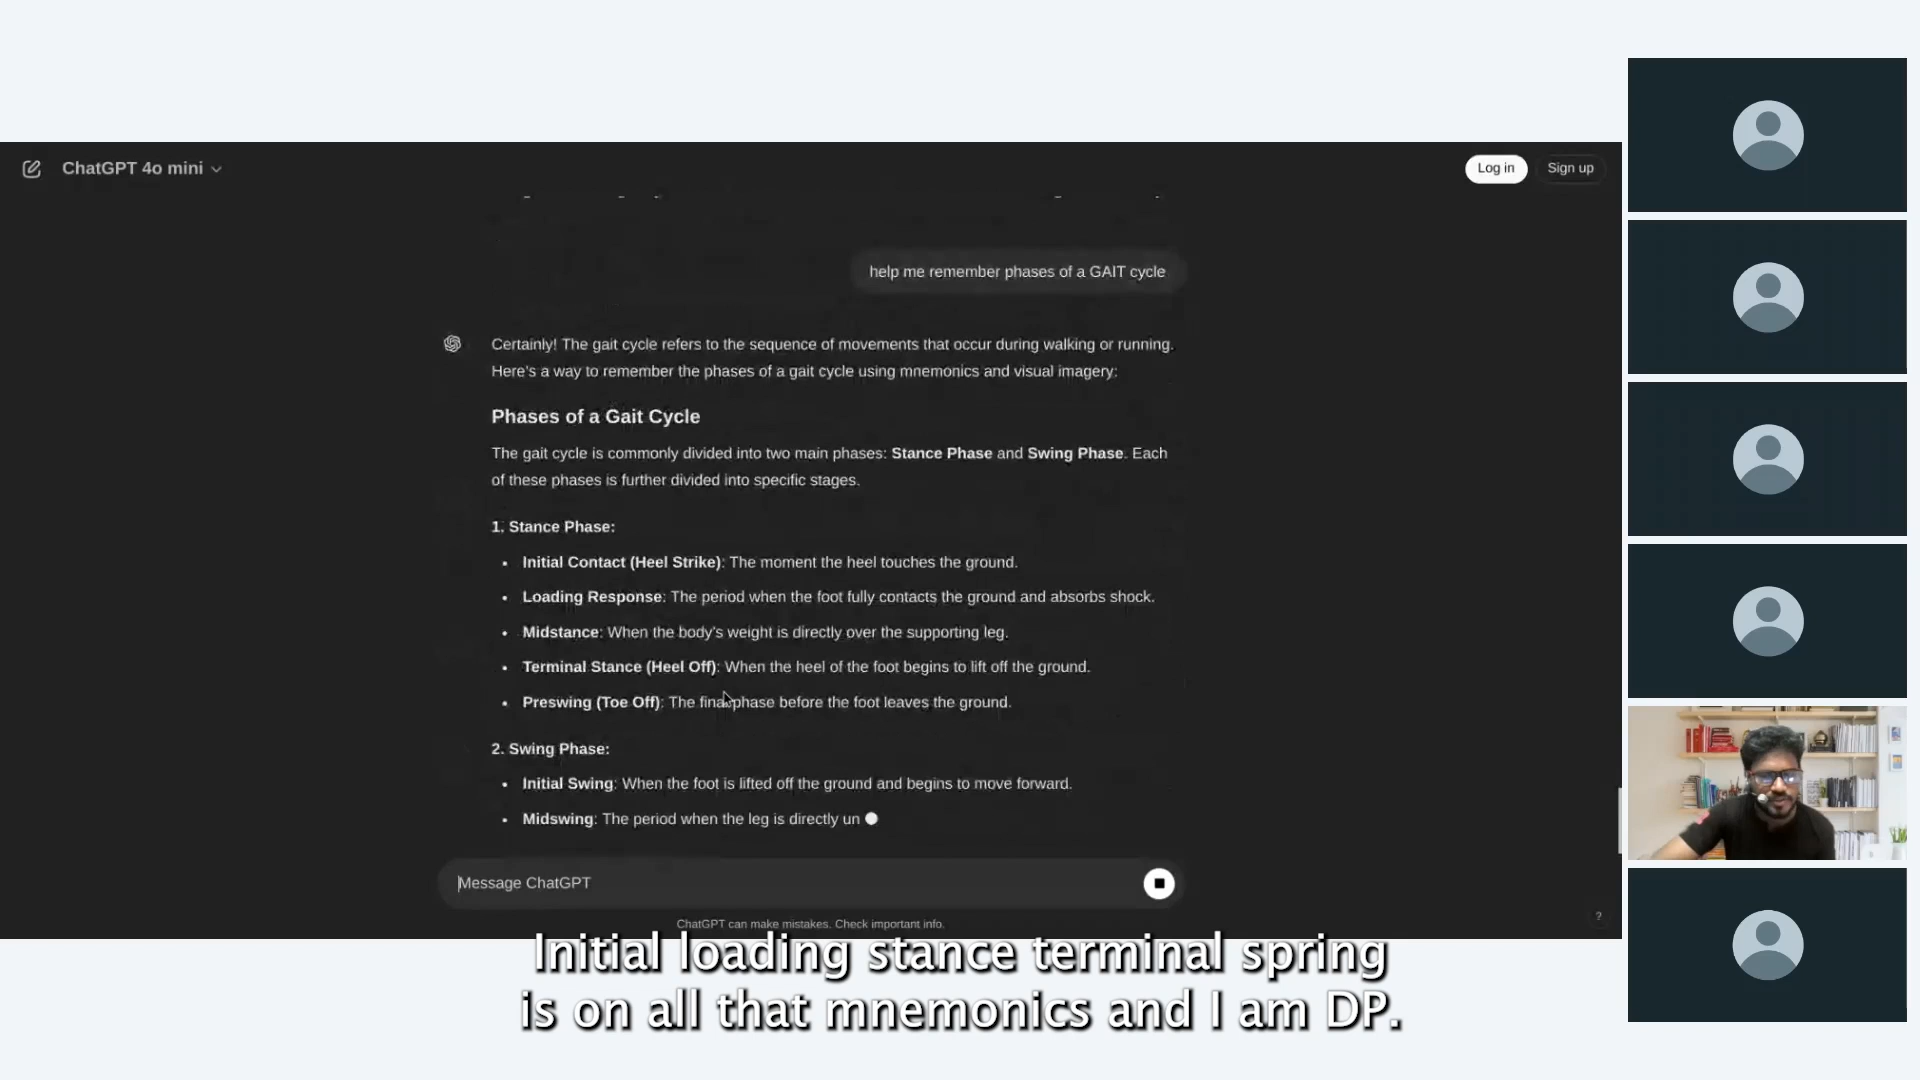 ChatGPT 4o mini
Log in
Sign up
help me remember phases of a GAIT cycle
Certainly! The gait cycle refers to the sequence of movements that occur during walking or running.
Here's a way to remember the phases of a gait cycle using mnemonics and visual imagery:
Phases of a Gait Cycle
The gait cycle is commonly divided into two main phases: Stance Phase and Swing Phase. Each
of these phases is further divided into specific stages.
1. Stance Phase:
• Initial Contact (Heel Strike): The moment the heel touches the ground.
• Loading Response: The period when the foot fully contacts the ground and absorbs shock.
• Midstance: When the body's weight is directly over the supporting leg.
• Terminal Stance (Heel Off): When the heel of the foot begins to lift off the ground.
• Preswing (Toe Off): The final phase before the foot leaves the ground.
2. Swing Phase:
• Initial Swing: When the foot is lifted off the ground and begins to move forward.
• Midswing: The period when the leg is directly un
Message ChatGPT
ChatGPT can make mistakes. Check important info.
?
Initial loading stance terminal spring
is on all that mnemonics and I am DP.